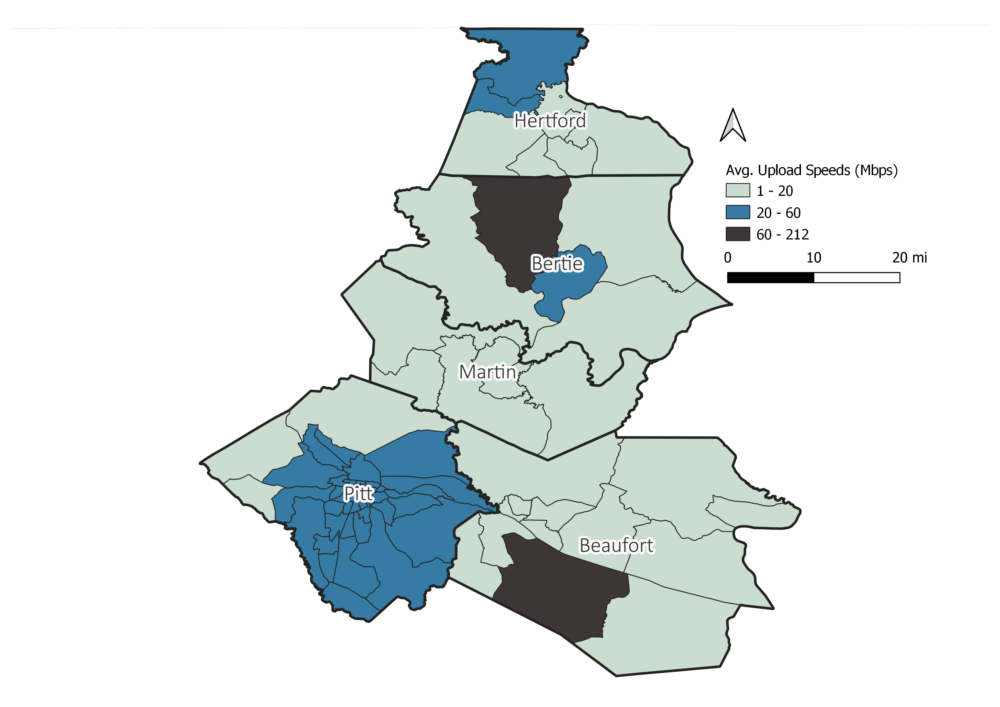 Hertford
Avg. Upload Speeds (Mbps)
1 - 20
20 - 60
60 - 212
0 10 20 mi
Bertie
Martin
Pitt
Beaufort